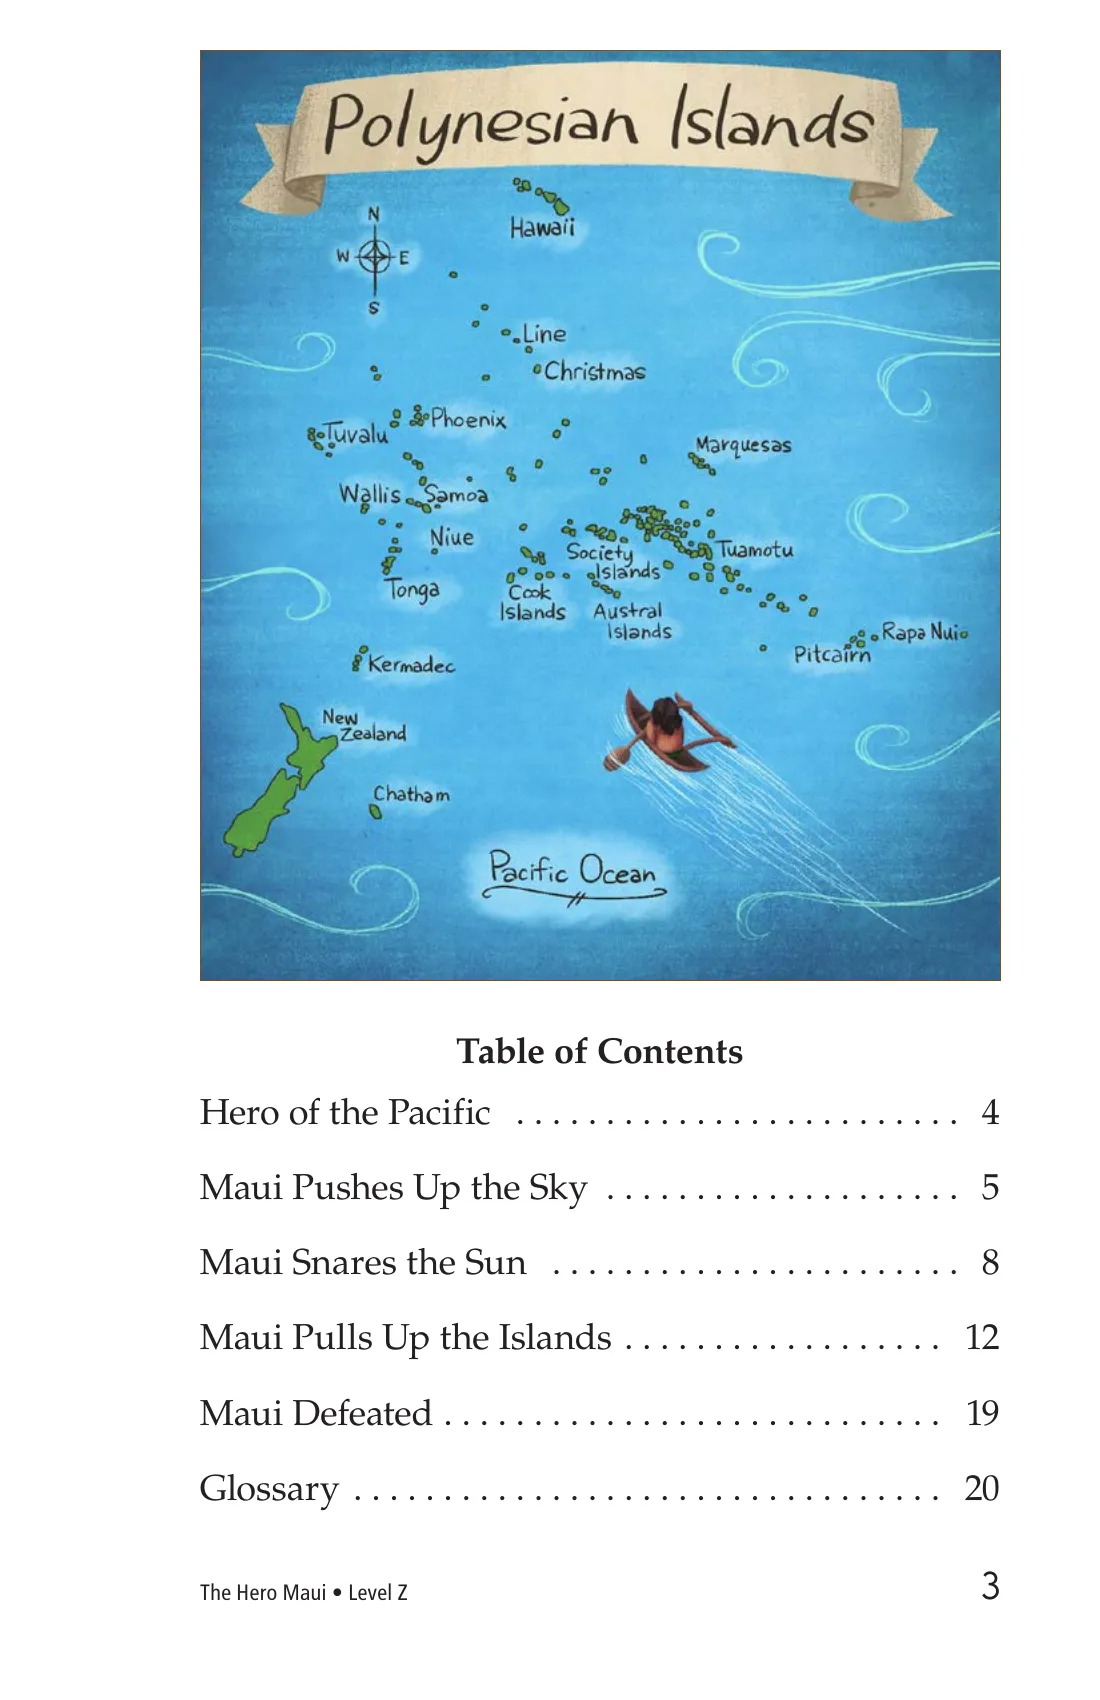 Polynesian Islands
Hawaii
N
W E
S
Line
Christmas
Phoenix
Tuvalu
Marquesas
Wallis
Samoa
Niue
Society
Islands
Tuamotu
Tonga
Cook
Islands
Austral
Islands
Rapa Nui
Pitcairn
Kermadec
New
Zealand
Chatham
Pacific Ocean
Table of Contents
Hero of the Pacific . . . . . . . . . . . . . . . . . . . . . . . . . 4
Maui Pushes Up the Sky . . . . . . . . . . . . . . . . . . . . 5
Maui Snares the Sun . . . . . . . . . . . . . . . . . . . . . . . 8
Maui Pulls Up the Islands . . . . . . . . . . . . . . . . . . 12
Maui Defeated . . . . . . . . . . . . . . . . . . . . . . . . . . . . 19
Glossary . . . . . . . . . . . . . . . . . . . . . . . . . . . . . . . . . 20
The Hero Maui • Level Z 3